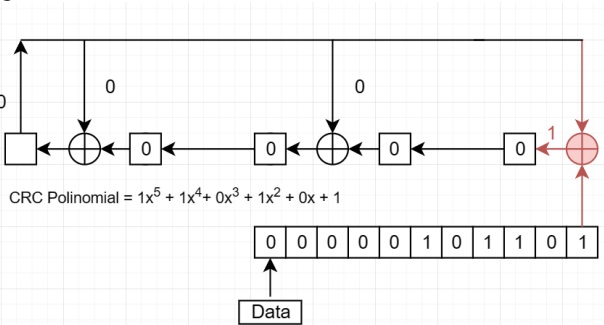 0 0
0
0 0 0 0 1
CRC Polinomial = 1x⁵ + 1x⁴+ 0x³ + 1x² + 0x + 1
0 0 0 0 0 1 0 1 1 0 1
Data